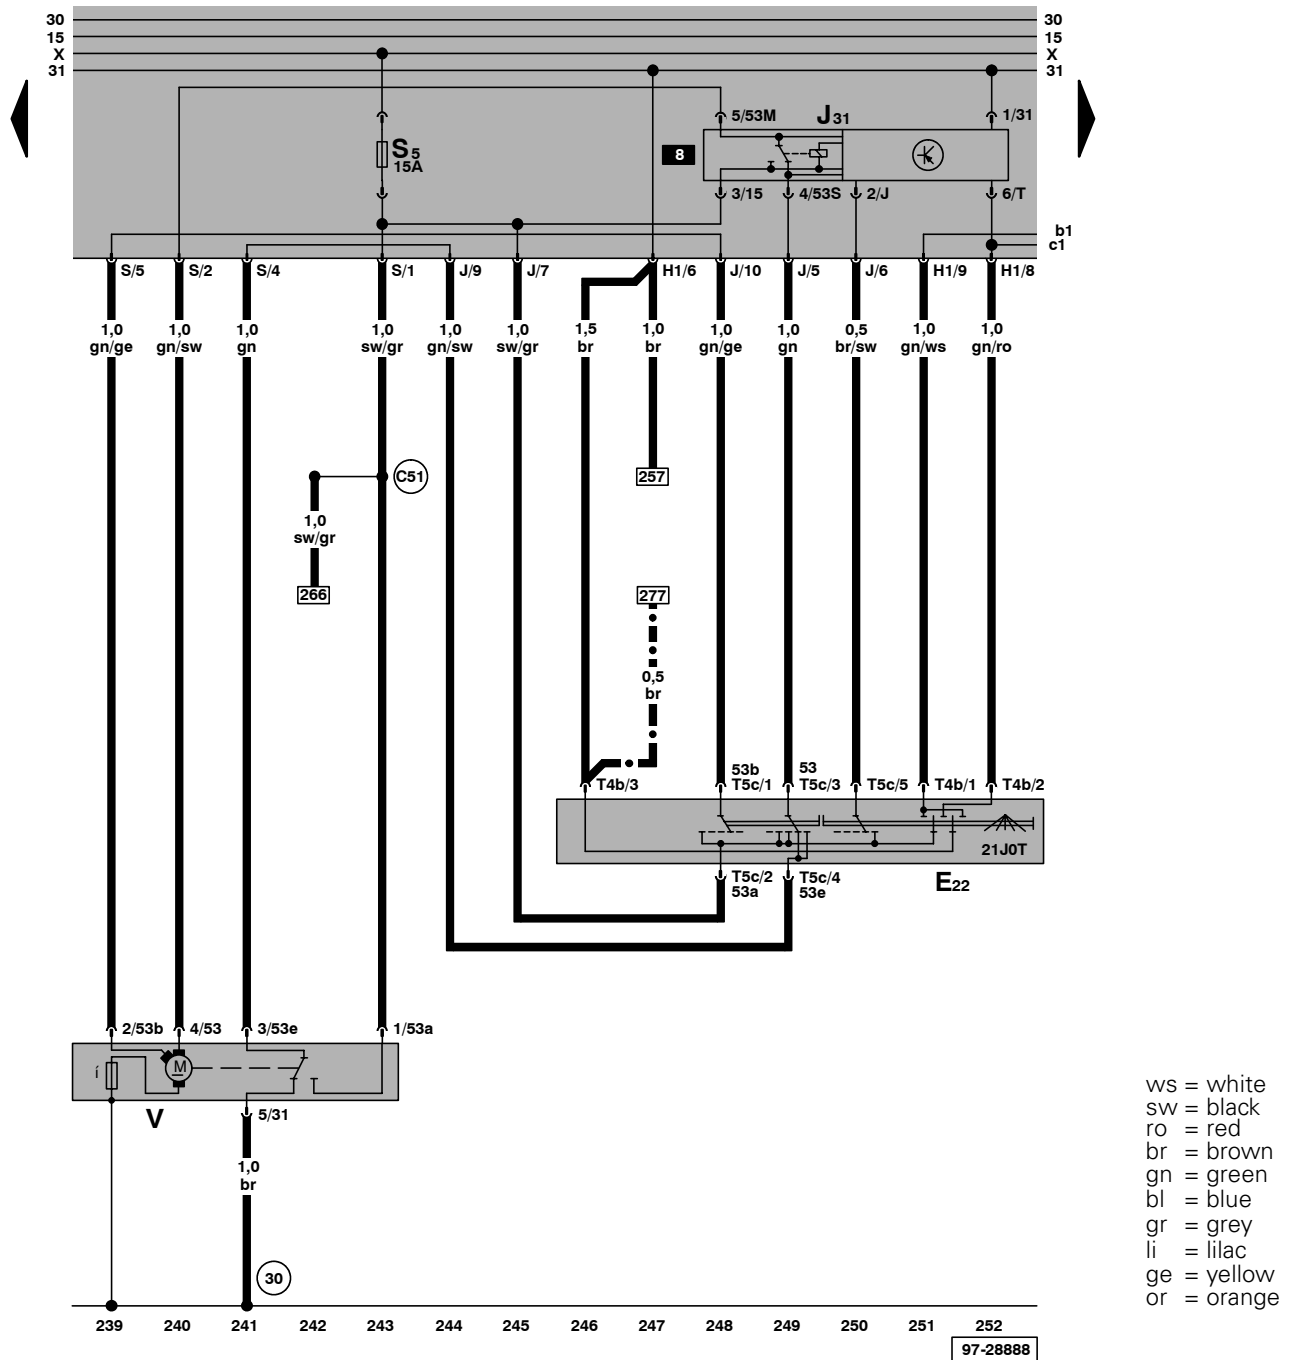 30 30
15 15
X X
31 31
5/53M J31 1/31
S5
15A
8
3/15 4/53S 2/J 6/T
b1
c1
S/5 S/2 S/4 S/1 J/9 J/7 H1/6 J/10 J/5 J/6 H1/9 H1/8
1,0 1,0 1,0 1,0 1,0 1,0 1,5 1,0 1,0 1,0 0,5 1,0 1,0
gn/ge gn/sw gn sw/gr gn/sw sw/gr br br gn/ge gn br/sw gn/ws gn/ro
C51
257
1,0
sw/gr
266
277
0,5
br
53b 53
T4b/3 T5c/1 T5c/3 T5c/5 T4b/1 T4b/2
21J0T
T5c/2 T5c/4
53a 53e
E22
2/53b 4/53 3/53e 1/53a
í M
V
5/31
1,0
br
30
239 240 241 242 243 244 245 246 247 248 249 250 251 252
97-28888
ws = white
sw = black
ro = red
br = brown
gn = green
bl = blue
gr = grey
li = lilac
ge = yellow
or = orange